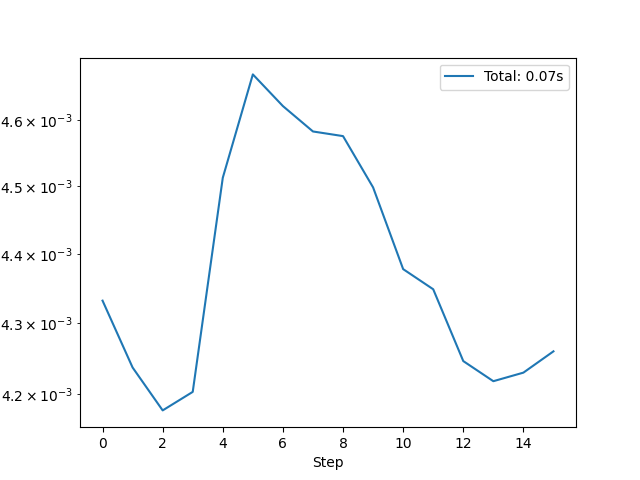 Total: 0.07s
4.6 × 10⁻³
4.5 × 10⁻³
4.4 × 10⁻³
4.3 × 10⁻³
4.2 × 10⁻³
0 2 4 6 8 10 12 14
Step